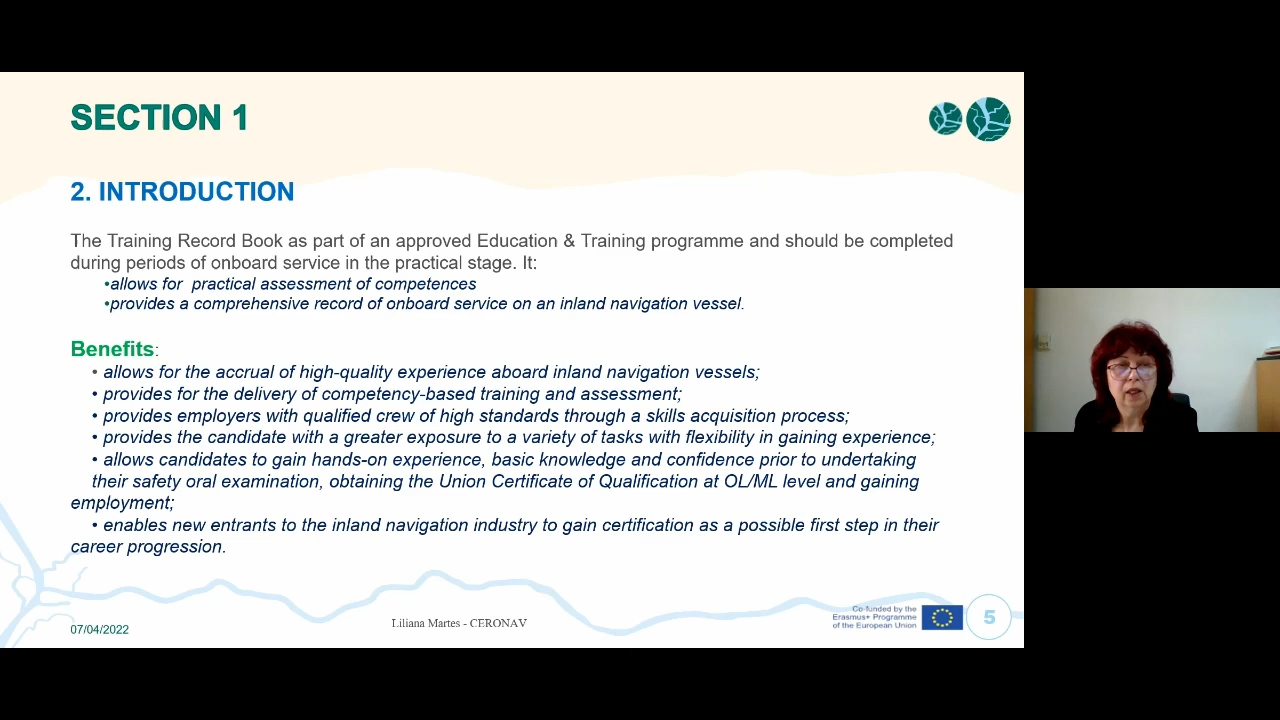 SECTION 1
2. INTRODUCTION
The Training Record Book as part of an approved Education & Training programme and should be completed
during periods of onboard service in the practical stage. It:
•allows for  practical assessment of competences
•provides a comprehensive record of onboard service on an inland navigation vessel.
Benefits:
• allows for the accrual of high-quality experience aboard inland navigation vessels;
• provides for the delivery of competency-based training and assessment;
• provides employers with qualified crew of high standards through a skills acquisition process;
• provides the candidate with a greater exposure to a variety of tasks with flexibility in gaining experience;
• allows candidates to gain hands-on experience, basic knowledge and confidence prior to undertaking
their safety oral examination, obtaining the Union Certificate of Qualification at OL/ML level and gaining
employment;
• enables new entrants to the inland navigation industry to gain certification as a possible first step in their
career progression.
07/04/2022
Liliana Martes - CERONAV
Co-funded by the
Erasmus+ Programme
of the European Union
5